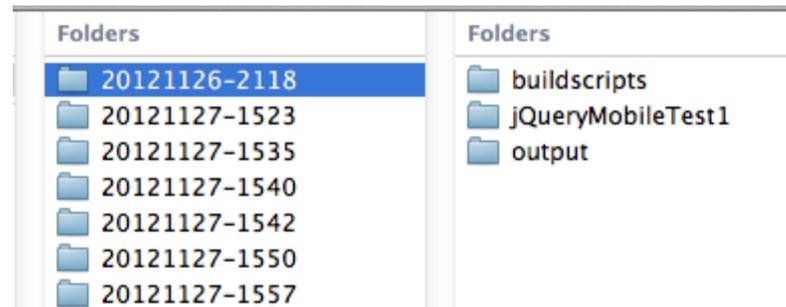 Folders
20121126-2118
20121127-1523
20121127-1535
20121127-1540
20121127-1542
20121127-1550
20121127-1557
Folders
buildscripts
jQueryMobileTest1
output